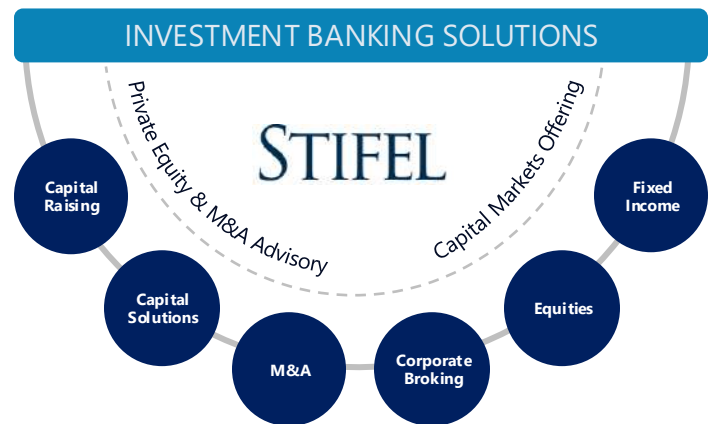 INVESTMENT BANKING SOLUTIONS
Private Equity & M&A Advisory
STIFEL
Capital Markets Offering
Capital
Raising
Capital
Solutions
M&A
Corporate
Broking
Equities
Fixed
Income